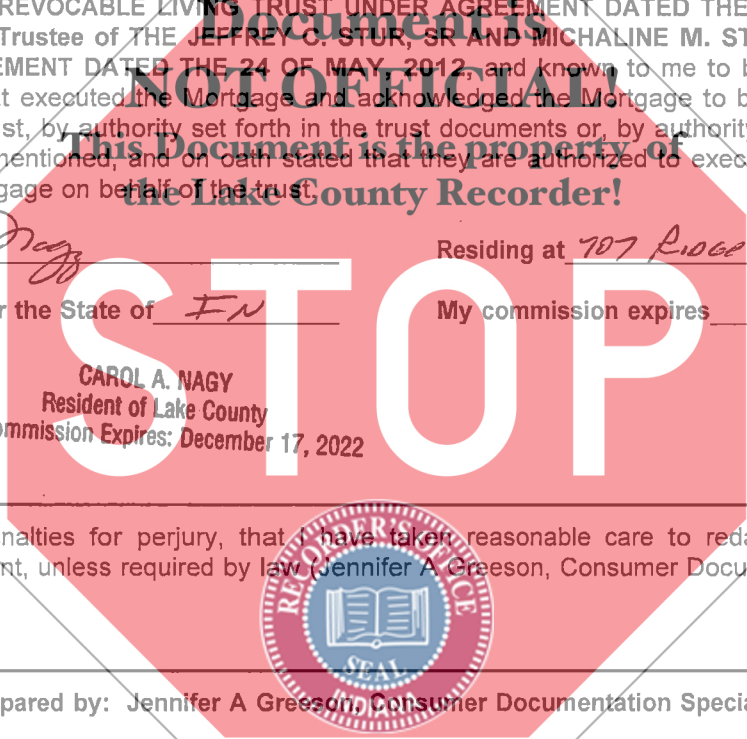 REVOCABLE LIVING TRUST UNDER AGREEMENT DATED THE
Document is
Trustee of THE JEFFREY C. STUR, SR AND MICHALINE M. ST
EMENT DATED THE 24 OF MAY, 2012, and known to me to b
NOT OFFICIAL!
t executed the Mortgage and acknowledged the Mortgage to b
st, by authority set forth in the trust documents or, by authority
This Document is the property of
mentioned, and on oath stated that they are authorized to exec
gage on behalf of the trust.
the Lake County Recorder!
Nagy
Residing at 707 RIDGE
r the State of IN
My commission expires
STOP
CAROL A. NAGY
Resident of Lake County
ommission Expires: December 17, 2022
nalties for perjury, that I have taken reasonable care to reda
nt, unless required by law (Jennifer A Greeson, Consumer Docu
RECORDER'S OFFICE
SEAL
INDIANA
pared by: Jennifer A Greeson, Consumer Documentation Specia